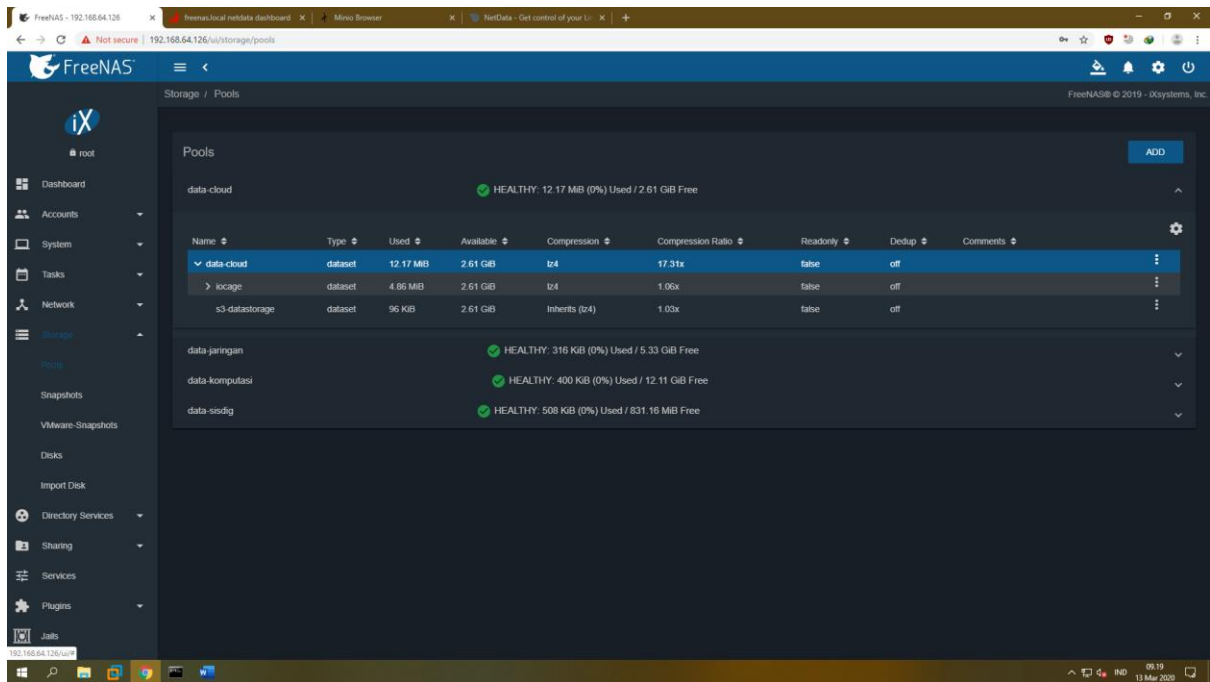 FreeNAS - 192.168.64.126
freenas.local netdata dashboard
Minio Browser
NetData - Get control of your Li
Not secure | 192.168.64.126/ui/storage/pools
FreeNAS
Storage / Pools
FreeNAS® © 2019 - iXsystems, Inc.
iX
root
Dashboard
Accounts
System
Tasks
Network
Storage
Pools
Snapshots
VMware-Snapshots
Disks
Import Disk
Directory Services
Sharing
Services
Plugins
Jails
Pools
ADD
data-cloud HEALTHY: 12.17 MiB (0%) Used / 2.61 GiB Free
Name Type Used Available Compression Compression Ratio Readonly Dedup Comments
data-cloud dataset 12.17 MiB 2.61 GiB lz4 17.31x false off
iocage dataset 4.86 MiB 2.61 GiB lz4 1.06x false off
s3-datastorage dataset 96 KiB 2.61 GiB Inherits (lz4) 1.03x false off
data-jaringan HEALTHY: 316 KiB (0%) Used / 5.33 GiB Free
data-komputasi HEALTHY: 400 KiB (0%) Used / 12.11 GiB Free
data-sisdig HEALTHY: 508 KiB (0%) Used / 831.16 MiB Free
192.168.64.126/ui/#
IND
09.19
13 Mar 2020